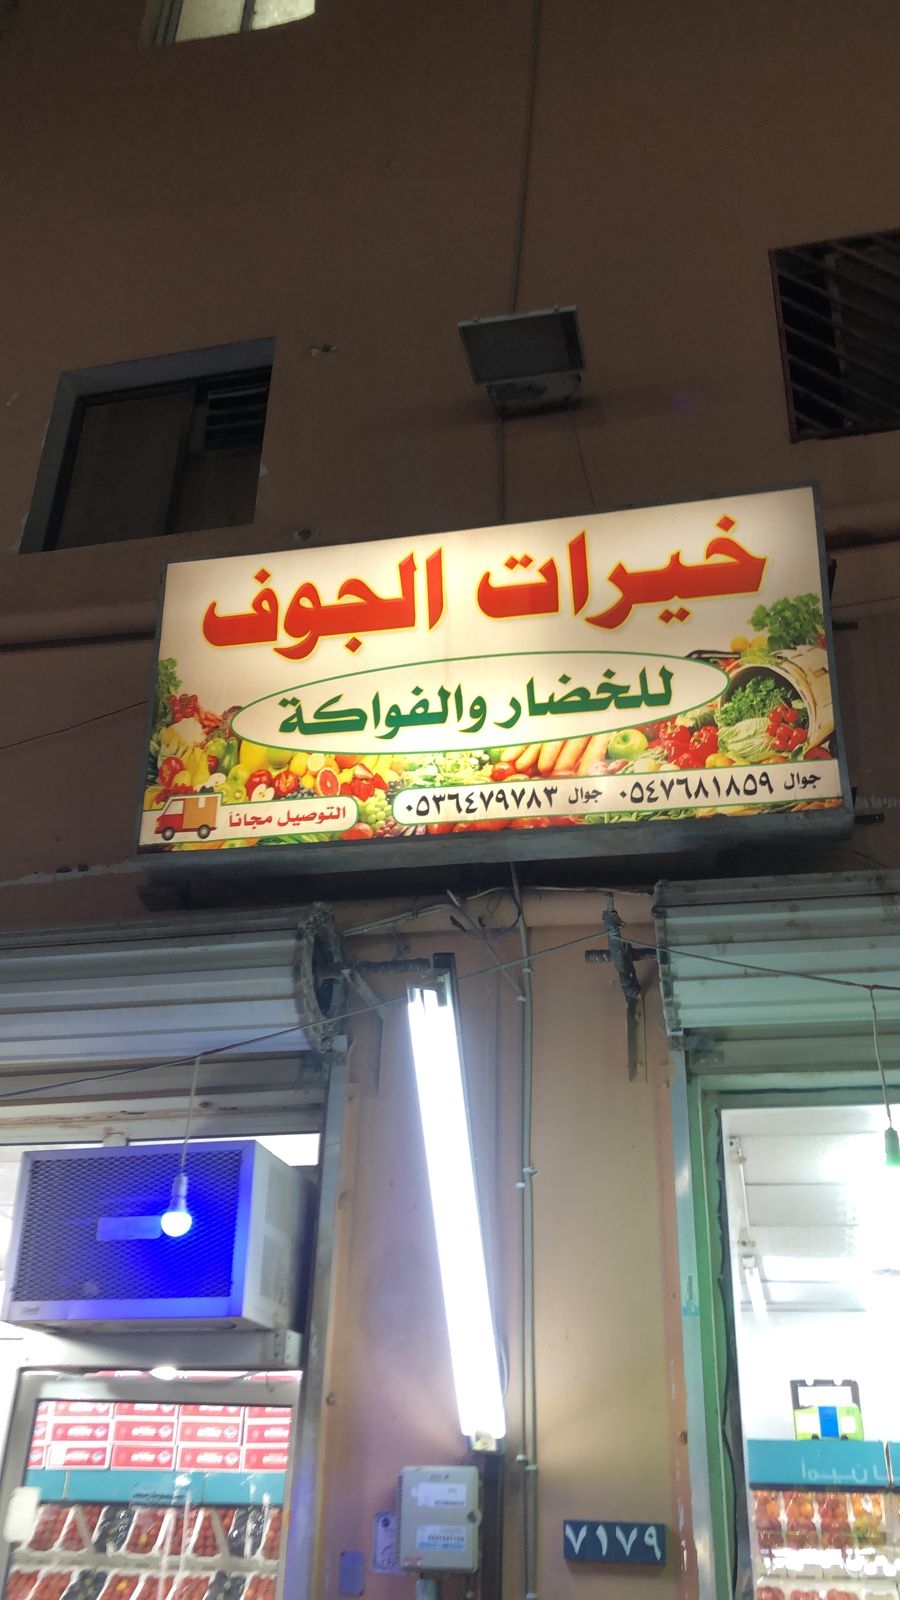 خيرات الجوف
للخضار والفواكة
جوال ٠٥٤٧٦٨١٨٥٩ جوال ٠٥٣٦٤٧٩٧٨٣
التوصيل مجانا
٧١٧٩